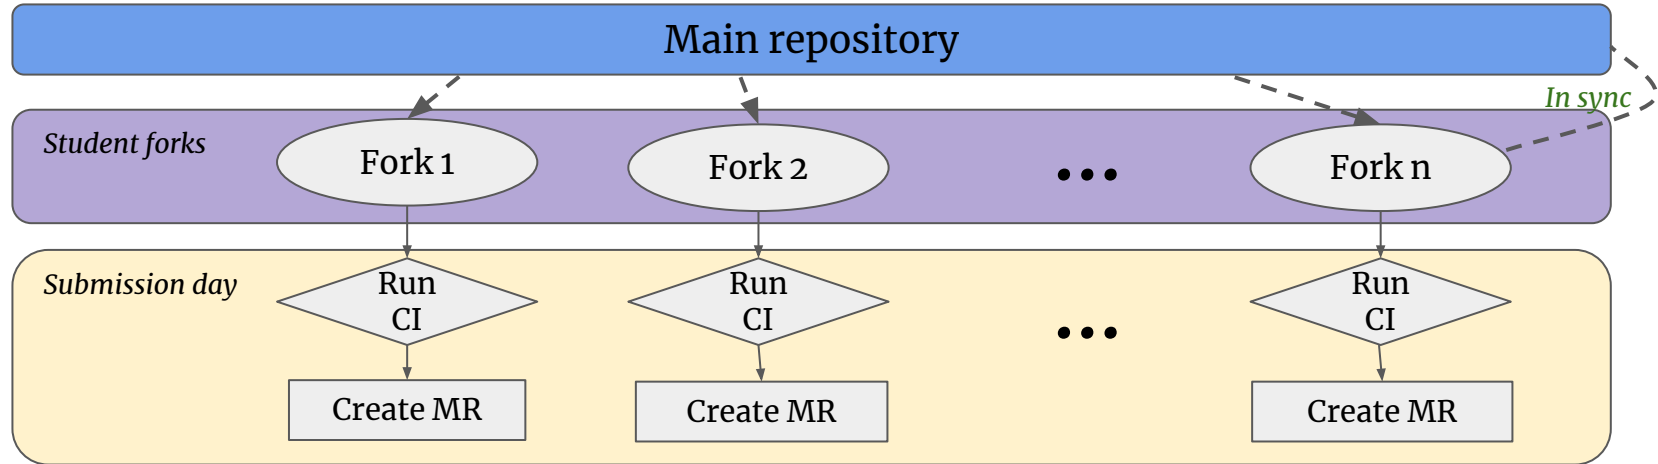 Main repository
In sync
Student forks
Fork 1
Fork 2
...
Fork n
Submission day
Run
CI
Run
CI
...
Run
CI
Create MR
Create MR
Create MR